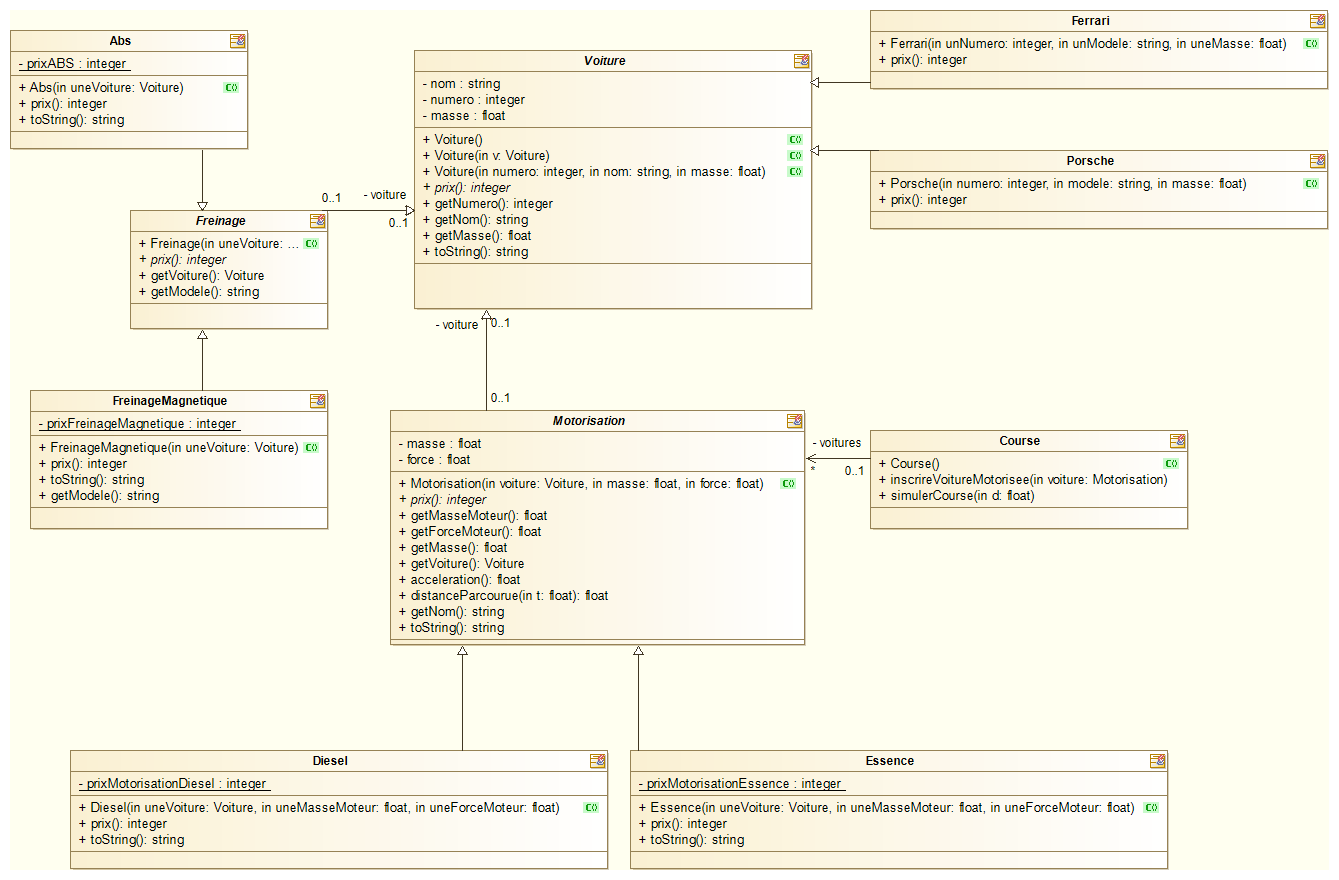 Abs
- prixABS : integer
+ Abs(in uneVoiture: Voiture)
+ prix(): integer
+ toString(): string
Voiture
- nom : string
- numero : integer
- masse : float
+ Voiture()
+ Voiture(in v: Voiture)
+ Voiture(in numero: integer, in nom: string, in masse: float)
+ prix(): integer
+ getNumero(): integer
+ getNom(): string
+ getMasse(): float
+ toString(): string
Ferrari
+ Ferrari(in unNumero: integer, in unModele: string, in uneMasse: float)
+ prix(): integer
Porsche
+ Porsche(in numero: integer, in modele: string, in masse: float)
+ prix(): integer
0..1
- voiture
0..1
Freinage
+ Freinage(in uneVoiture: ...
+ prix(): integer
+ getVoiture(): Voiture
+ getModele(): string
- voiture
0..1
0..1
FreinageMagnetique
- prixFreinageMagnetique : integer
+ FreinageMagnetique(in uneVoiture: Voiture)
+ prix(): integer
+ toString(): string
+ getModele(): string
Motorisation
- masse : float
- force : float
+ Motorisation(in voiture: Voiture, in masse: float, in force: float)
+ prix(): integer
+ getMasseMoteur(): float
+ getForceMoteur(): float
+ getMasse(): float
+ getVoiture(): Voiture
+ acceleration(): float
+ distanceParcourue(in t: float): float
+ getNom(): string
+ toString(): string
- voitures
*
0..1
Course
+ Course()
+ inscrireVoitureMotorisee(in voiture: Motorisation)
+ simulerCourse(in d: float)
Diesel
- prixMotorisationDiesel : integer
+ Diesel(in uneVoiture: Voiture, in uneMasseMoteur: float, in uneForceMoteur: float)
+ prix(): integer
+ toString(): string
Essence
- prixMotorisationEssence : integer
+ Essence(in uneVoiture: Voiture, in uneMasseMoteur: float, in uneForceMoteur: float)
+ prix(): integer
+ toString(): string